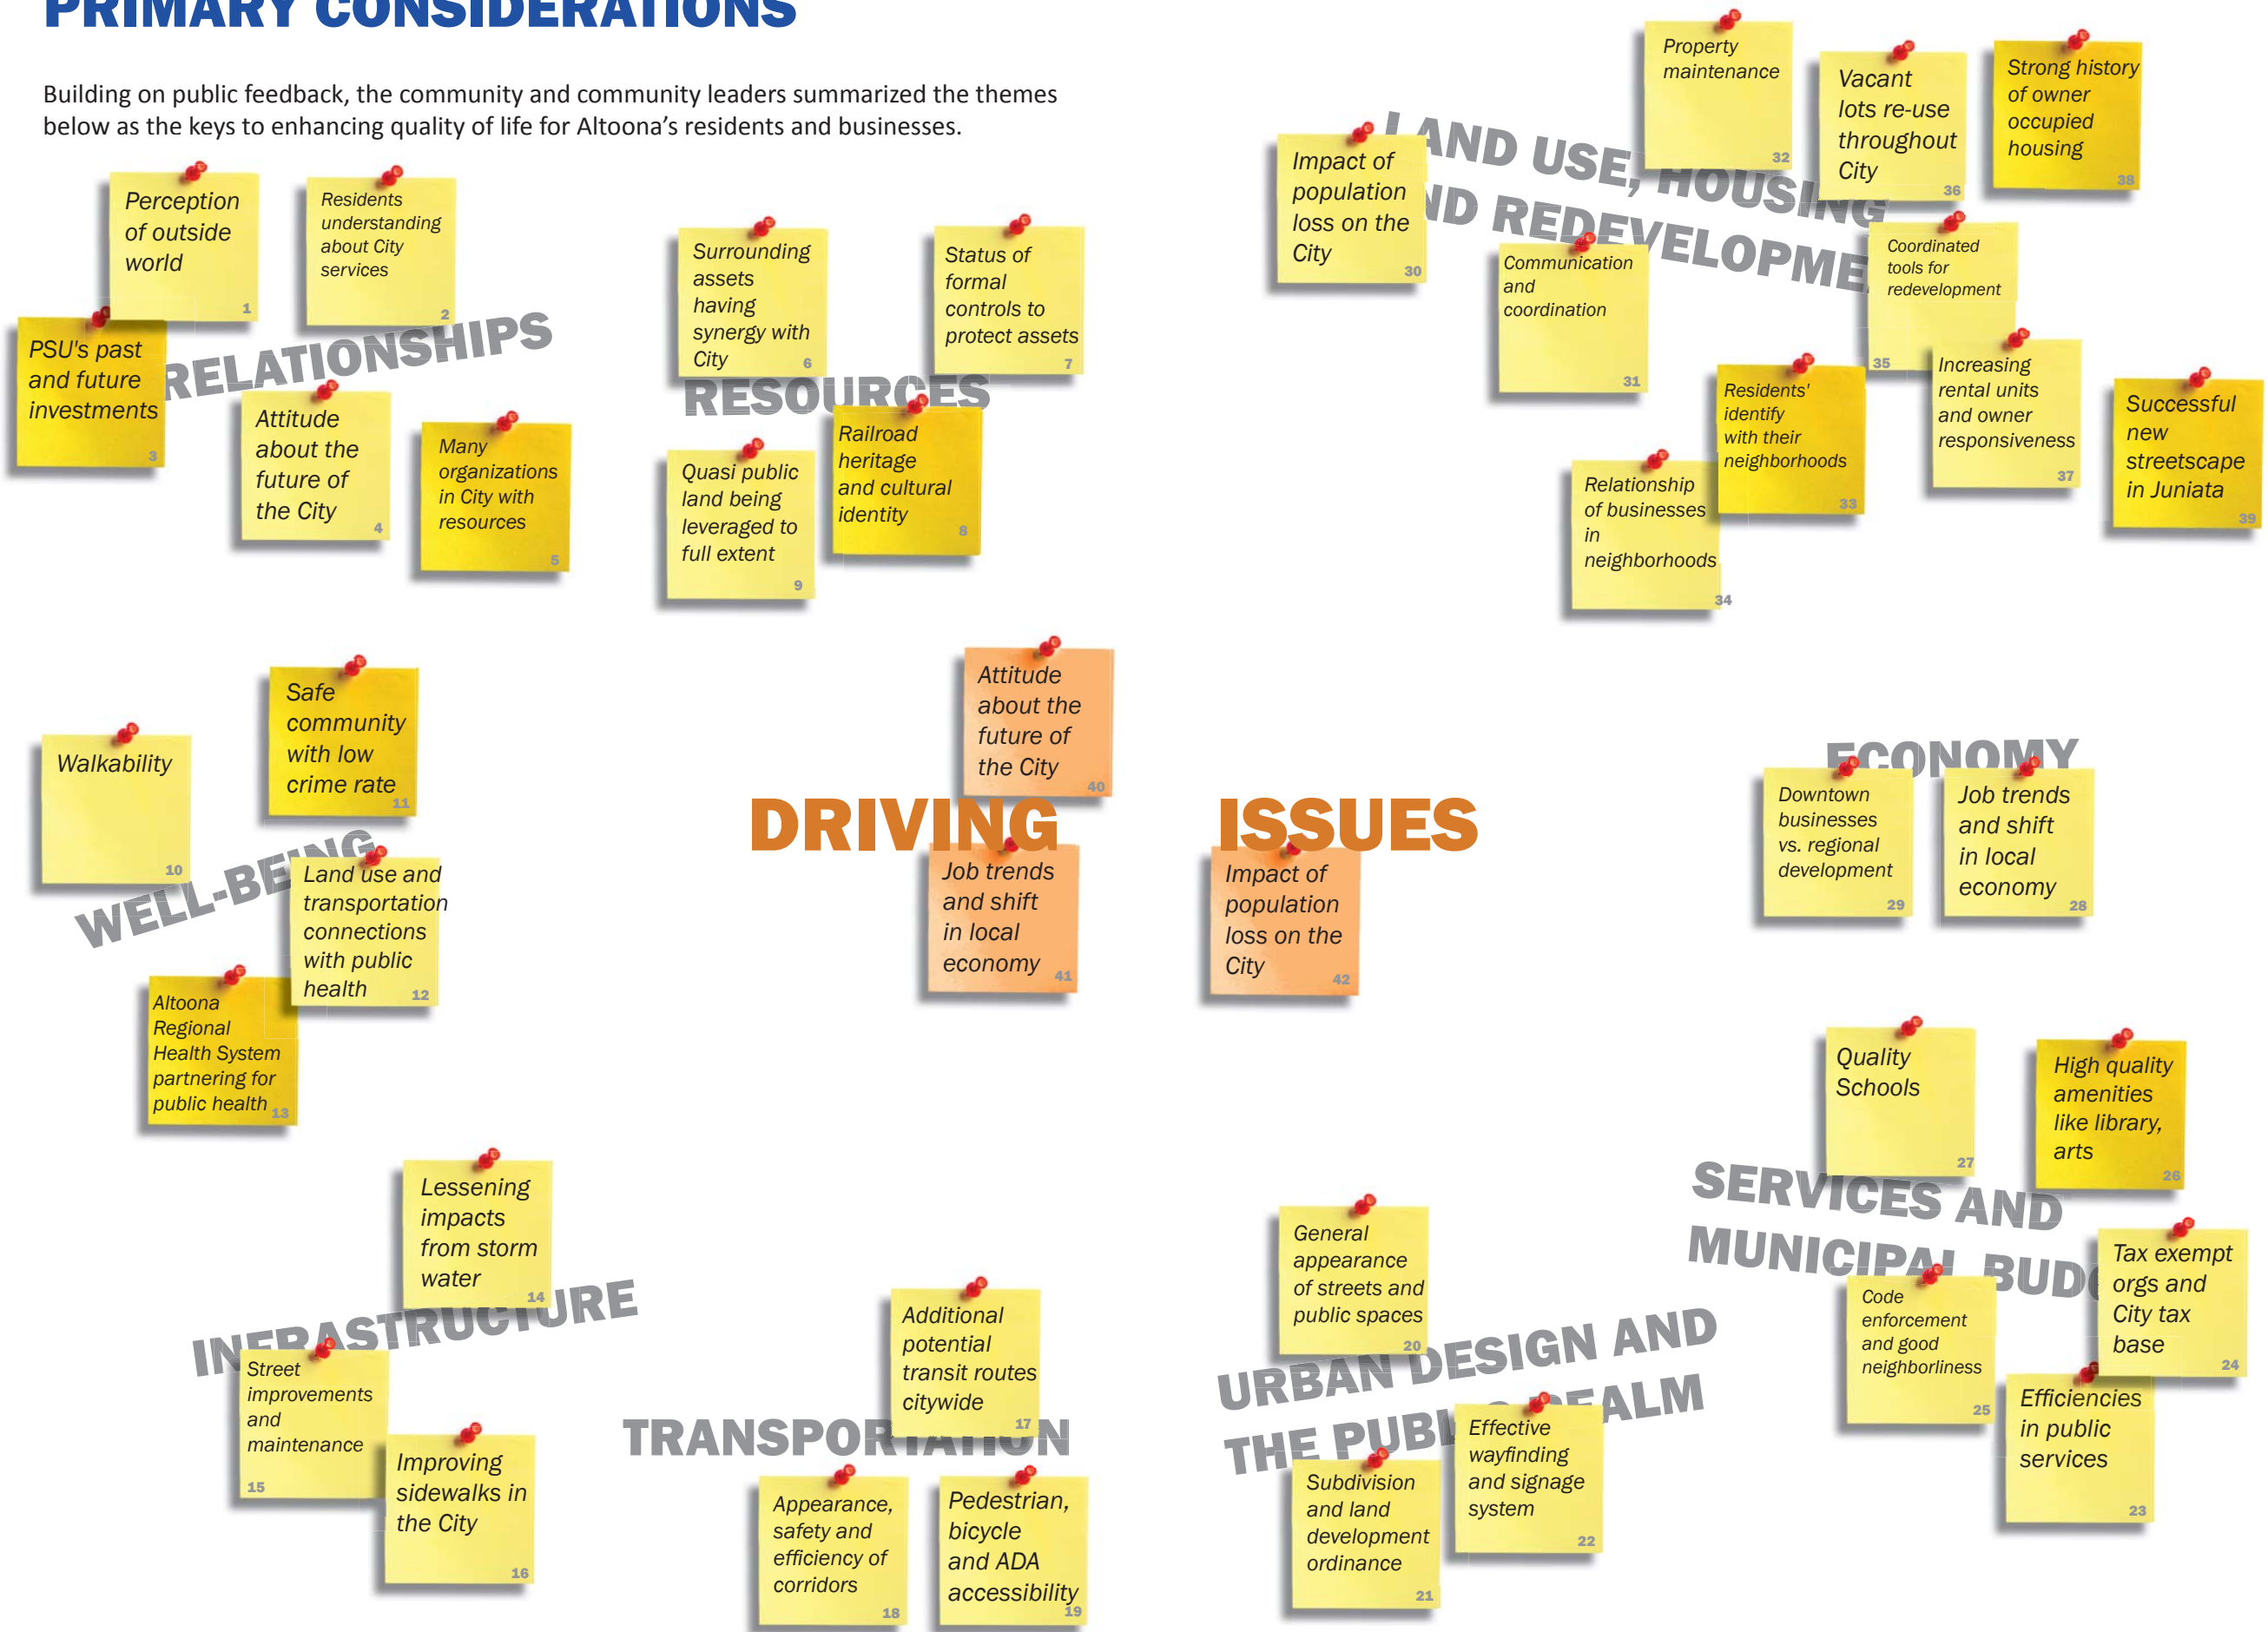 PRIMARY CONSIDERATIONS
Building on public feedback, the community and community leaders summarized the themes
below as the keys to enhancing quality of life for Altoona's residents and businesses.
Perception
of outside
world
1
Residents
understanding
about City
services
2
PSU's past
and future
investments
3
RELATIONSHIPS
Attitude
about the
future of
the City
4
Many
organizations
in City with
resources
5
Surrounding
assets
having
synergy with
City
6
Status of
formal
controls to
protect assets
7
RESOURCES
Railroad
heritage
and cultural
identity
8
Quasi public
land being
leveraged to
full extent
9
LAND USE, HOUSING
AND REDEVELOPME
Impact of
population
loss on the
City
30
Communication
and
coordination
31
Property
maintenance
32
Vacant
lots re-use
throughout
City
36
Strong history
of owner
occupied
housing
38
Coordinated
tools for
redevelopment
35
Residents'
identify
with their
neighborhoods
33
Increasing
rental units
and owner
responsiveness
37
Successful
new
streetscape
in Juniata
39
Relationship
of businesses
in
neighborhoods
34
Walkability
10
Safe
community
with low
crime rate
11
WELL-BEING
Land use and
transportation
connections
with public
health
12
Altoona
Regional
Health System
partnering for
public health
13
DRIVING ISSUES
Attitude
about the
future of
the City
40
Job trends
and shift
in local
economy
41
Impact of
population
loss on the
City
42
ECONOMY
Downtown
businesses
vs. regional
development
29
Job trends
and shift
in local
economy
28
Lessening
impacts
from storm
water
14
INFRASTRUCTURE
Street
improvements
and
maintenance
15
Improving
sidewalks in
the City
16
Additional
potential
transit routes
citywide
17
TRANSPORTATION
Appearance,
safety and
efficiency of
corridors
18
Pedestrian,
bicycle
and ADA
accessibility
19
General
appearance
of streets and
public spaces
20
URBAN DESIGN AND
THE PUBLIC REALM
Subdivision
and land
development
ordinance
21
Effective
wayfinding
and signage
system
22
Quality
Schools
27
High quality
amenities
like library,
arts
26
SERVICES AND
MUNICIPAL BUD
Tax exempt
orgs and
City tax
base
24
Code
enforcement
and good
neighborliness
25
Efficiencies
in public
services
23